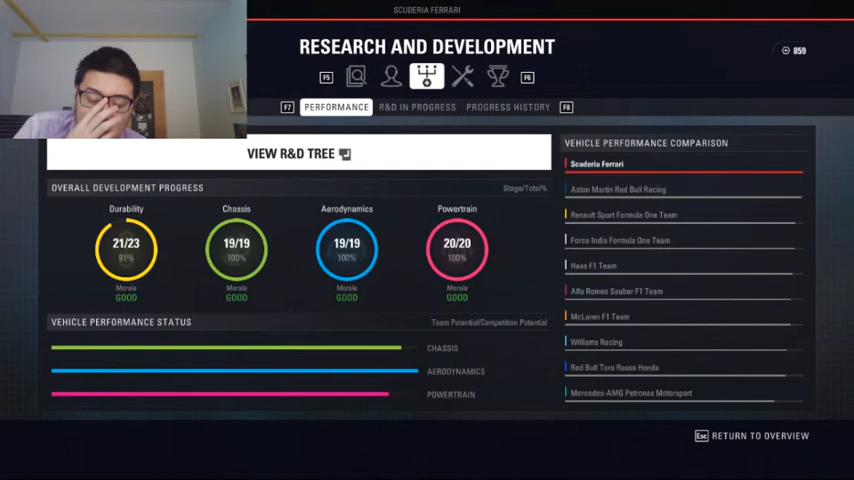 SCUDERIA FERRARI
RESEARCH AND DEVELOPMENT
859
F5
F6
F7
PERFORMANCE
R&D IN PROGRESS
PROGRESS HISTORY
F8
VIEW R&D TREE
OVERALL DEVELOPMENT PROGRESS
Stage/Total%
Durability
Chassis
Aerodynamics
Powertrain
21/23
19/19
19/19
20/20
91%
100%
100%
100%
Morale
Morale
Morale
Morale
GOOD
GOOD
GOOD
GOOD
VEHICLE PERFORMANCE STATUS
Team Potential/Competition Potential
CHASSIS
AERODYNAMICS
POWERTRAIN
VEHICLE PERFORMANCE COMPARISON
Scuderia Ferrari
Aston Martin Red Bull Racing
Renault Sport Formula One Team
Force India Formula One Team
Haas F1 Team
Alfa Romeo Sauber F1 Team
McLaren F1 Team
Williams Racing
Red Bull Toro Rosso Honda
Mercedes-AMG Petronas Motorsport
Esc RETURN TO OVERVIEW